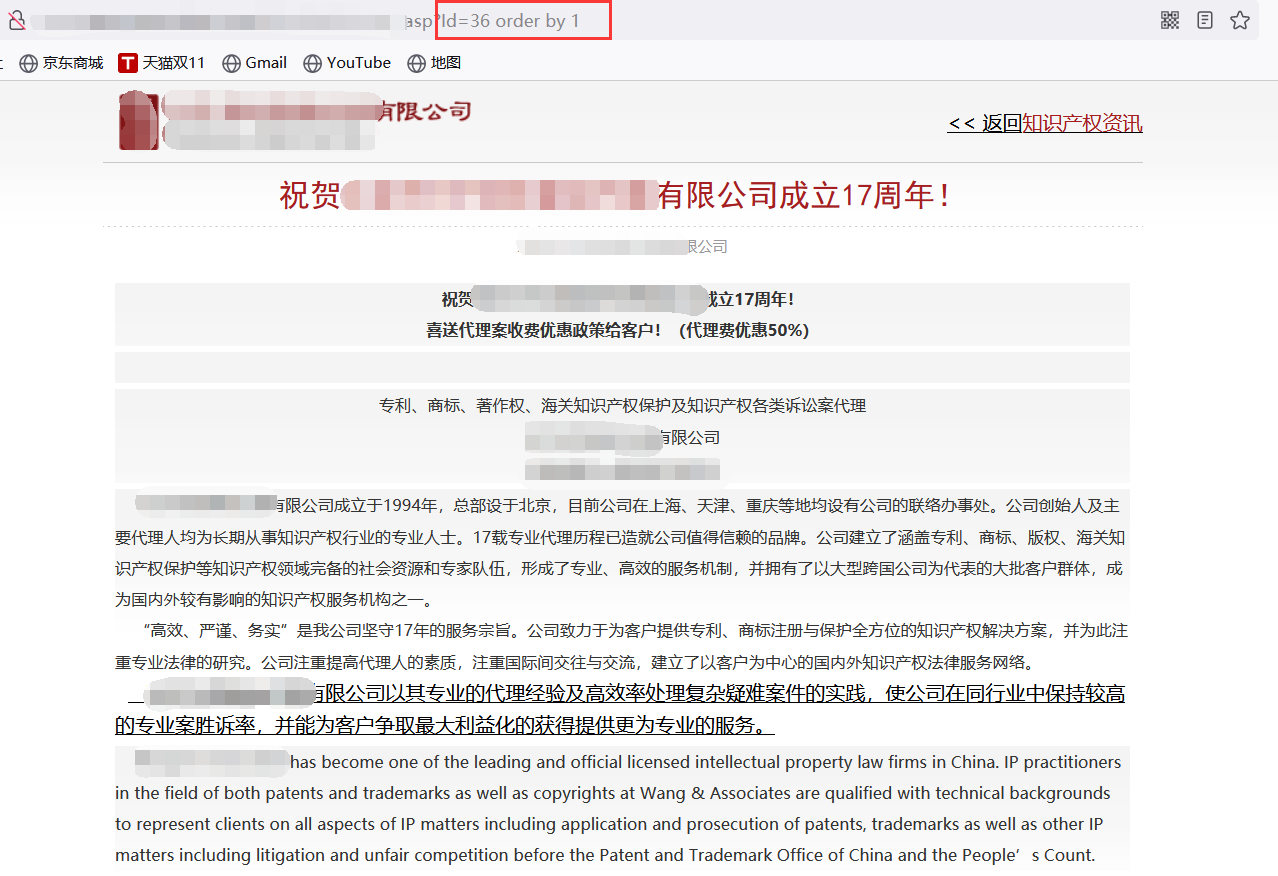 asp?Id=36 order by 1
京东商城 天猫双11 Gmail YouTube 地图
有限公司
<< 返回知识产权资讯
祝贺 有限公司成立17周年！
限公司
祝贺 成立17周年！
喜送代理案收费优惠政策给客户！（代理费优惠50%）
专利、商标、著作权、海关知识产权保护及知识产权各类诉讼案代理
有限公司
有限公司成立于1994年，总部设于北京，目前公司在上海、天津、重庆等地均设有公司的联络办事处。公司创始人及主
要代理人均为长期从事知识产权行业的专业人士。17载专业代理历程已造就公司值得信赖的品牌。公司建立了涵盖专利、商标、版权、海关知
识产权保护等知识产权领域完备的社会资源和专家队伍，形成了专业、高效的服务机制，并拥有了以大型跨国公司为代表的大批客户群体，成
为国内外较有影响的知识产权服务机构之一。
“高效、严谨、务实”是我公司坚守17年的服务宗旨。公司致力于为客户提供专利、商标注册与保护全方位的知识产权解决方案，并为此注
重专业法律的研究。公司注重提高代理人的素质，注重国际间交往与交流，建立了以客户为中心的国内外知识产权法律服务网络。
有限公司以其专业的代理经验及高效率处理复杂疑难案件的实践，使公司在同行业中保持较高
的专业案胜诉率，并能为客户争取最大利益化的获得提供更为专业的服务。
has become one of the leading and official licensed intellectual property law firms in China. IP practitioners
in the field of both patents and trademarks as well as copyrights at Wang & Associates are qualified with technical backgrounds
to represent clients on all aspects of IP matters including application and prosecution of patents, trademarks as well as other IP
matters including litigation and unfair competition before the Patent and Trademark Office of China and the People’s Count.